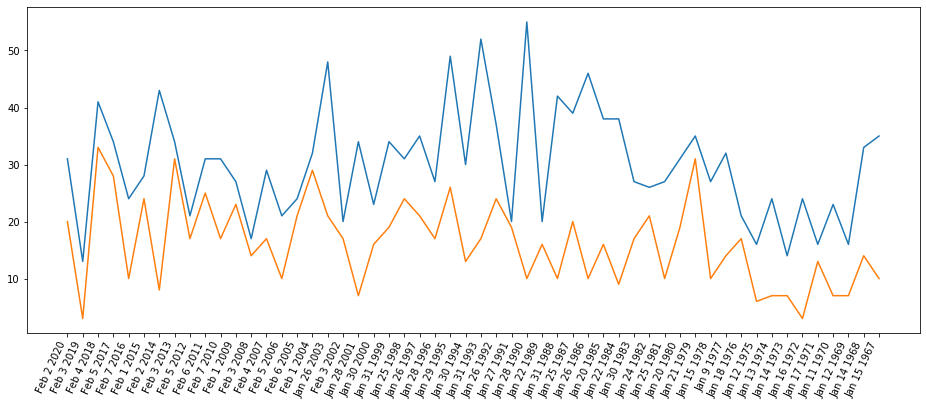 50
40
30
20
10
Feb 2 2020
Feb 3 2019
Feb 4 2018
Feb 5 2017
Feb 7 2016
Feb 1 2015
Feb 2 2014
Feb 3 2013
Feb 5 2012
Feb 6 2011
Feb 7 2010
Feb 1 2009
Feb 3 2008
Feb 4 2007
Feb 5 2006
Feb 6 2005
Feb 1 2004
Jan 26 2003
Feb 3 2002
Jan 28 2001
Jan 30 2000
Jan 31 1999
Jan 25 1998
Jan 26 1997
Jan 28 1996
Jan 29 1995
Jan 30 1994
Jan 31 1993
Jan 26 1992
Jan 27 1991
Jan 28 1990
Jan 22 1989
Jan 31 1988
Jan 25 1987
Jan 26 1986
Jan 20 1985
Jan 22 1984
Jan 30 1983
Jan 24 1982
Jan 25 1981
Jan 20 1980
Jan 21 1979
Jan 15 1978
Jan 9 1977
Jan 18 1976
Jan 12 1975
Jan 13 1974
Jan 14 1973
Jan 16 1972
Jan 17 1971
Jan 11 1970
Jan 12 1969
Jan 14 1968
Jan 15 1967